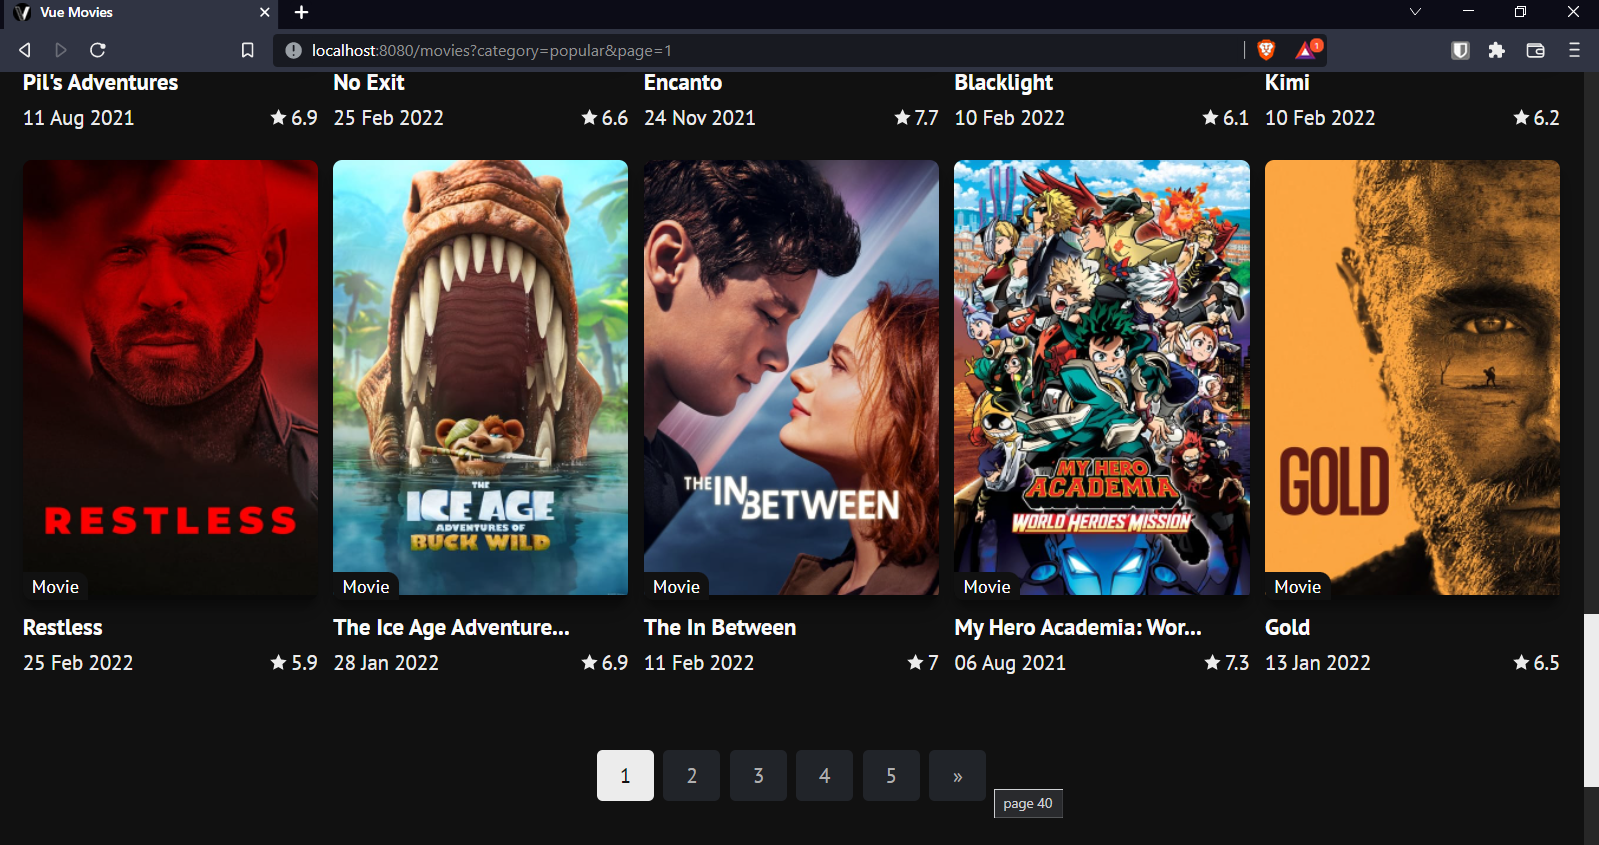 Vue Movies
localhost:8080/movies?category=popular&page=1
1
Pil's Adventures
11 Aug 2021
6.9
No Exit
25 Feb 2022
6.6
Encanto
24 Nov 2021
7.7
Blacklight
10 Feb 2022
6.1
Kimi
10 Feb 2022
6.2
RESTLESS
Movie
Restless
25 Feb 2022
5.9
THE
ICE AGE
ADVENTURES OF
BUCK WILD
Movie
The Ice Age Adventure...
28 Jan 2022
6.9
THE IN BETWEEN
Movie
The In Between
11 Feb 2022
7
MY HERO
ACADEMIA
WORLD HEROES' MISSION
Movie
My Hero Academia: Wor...
06 Aug 2021
7.3
GOLD
Movie
Gold
13 Jan 2022
6.5
1 2 3 4 5 »
page 40